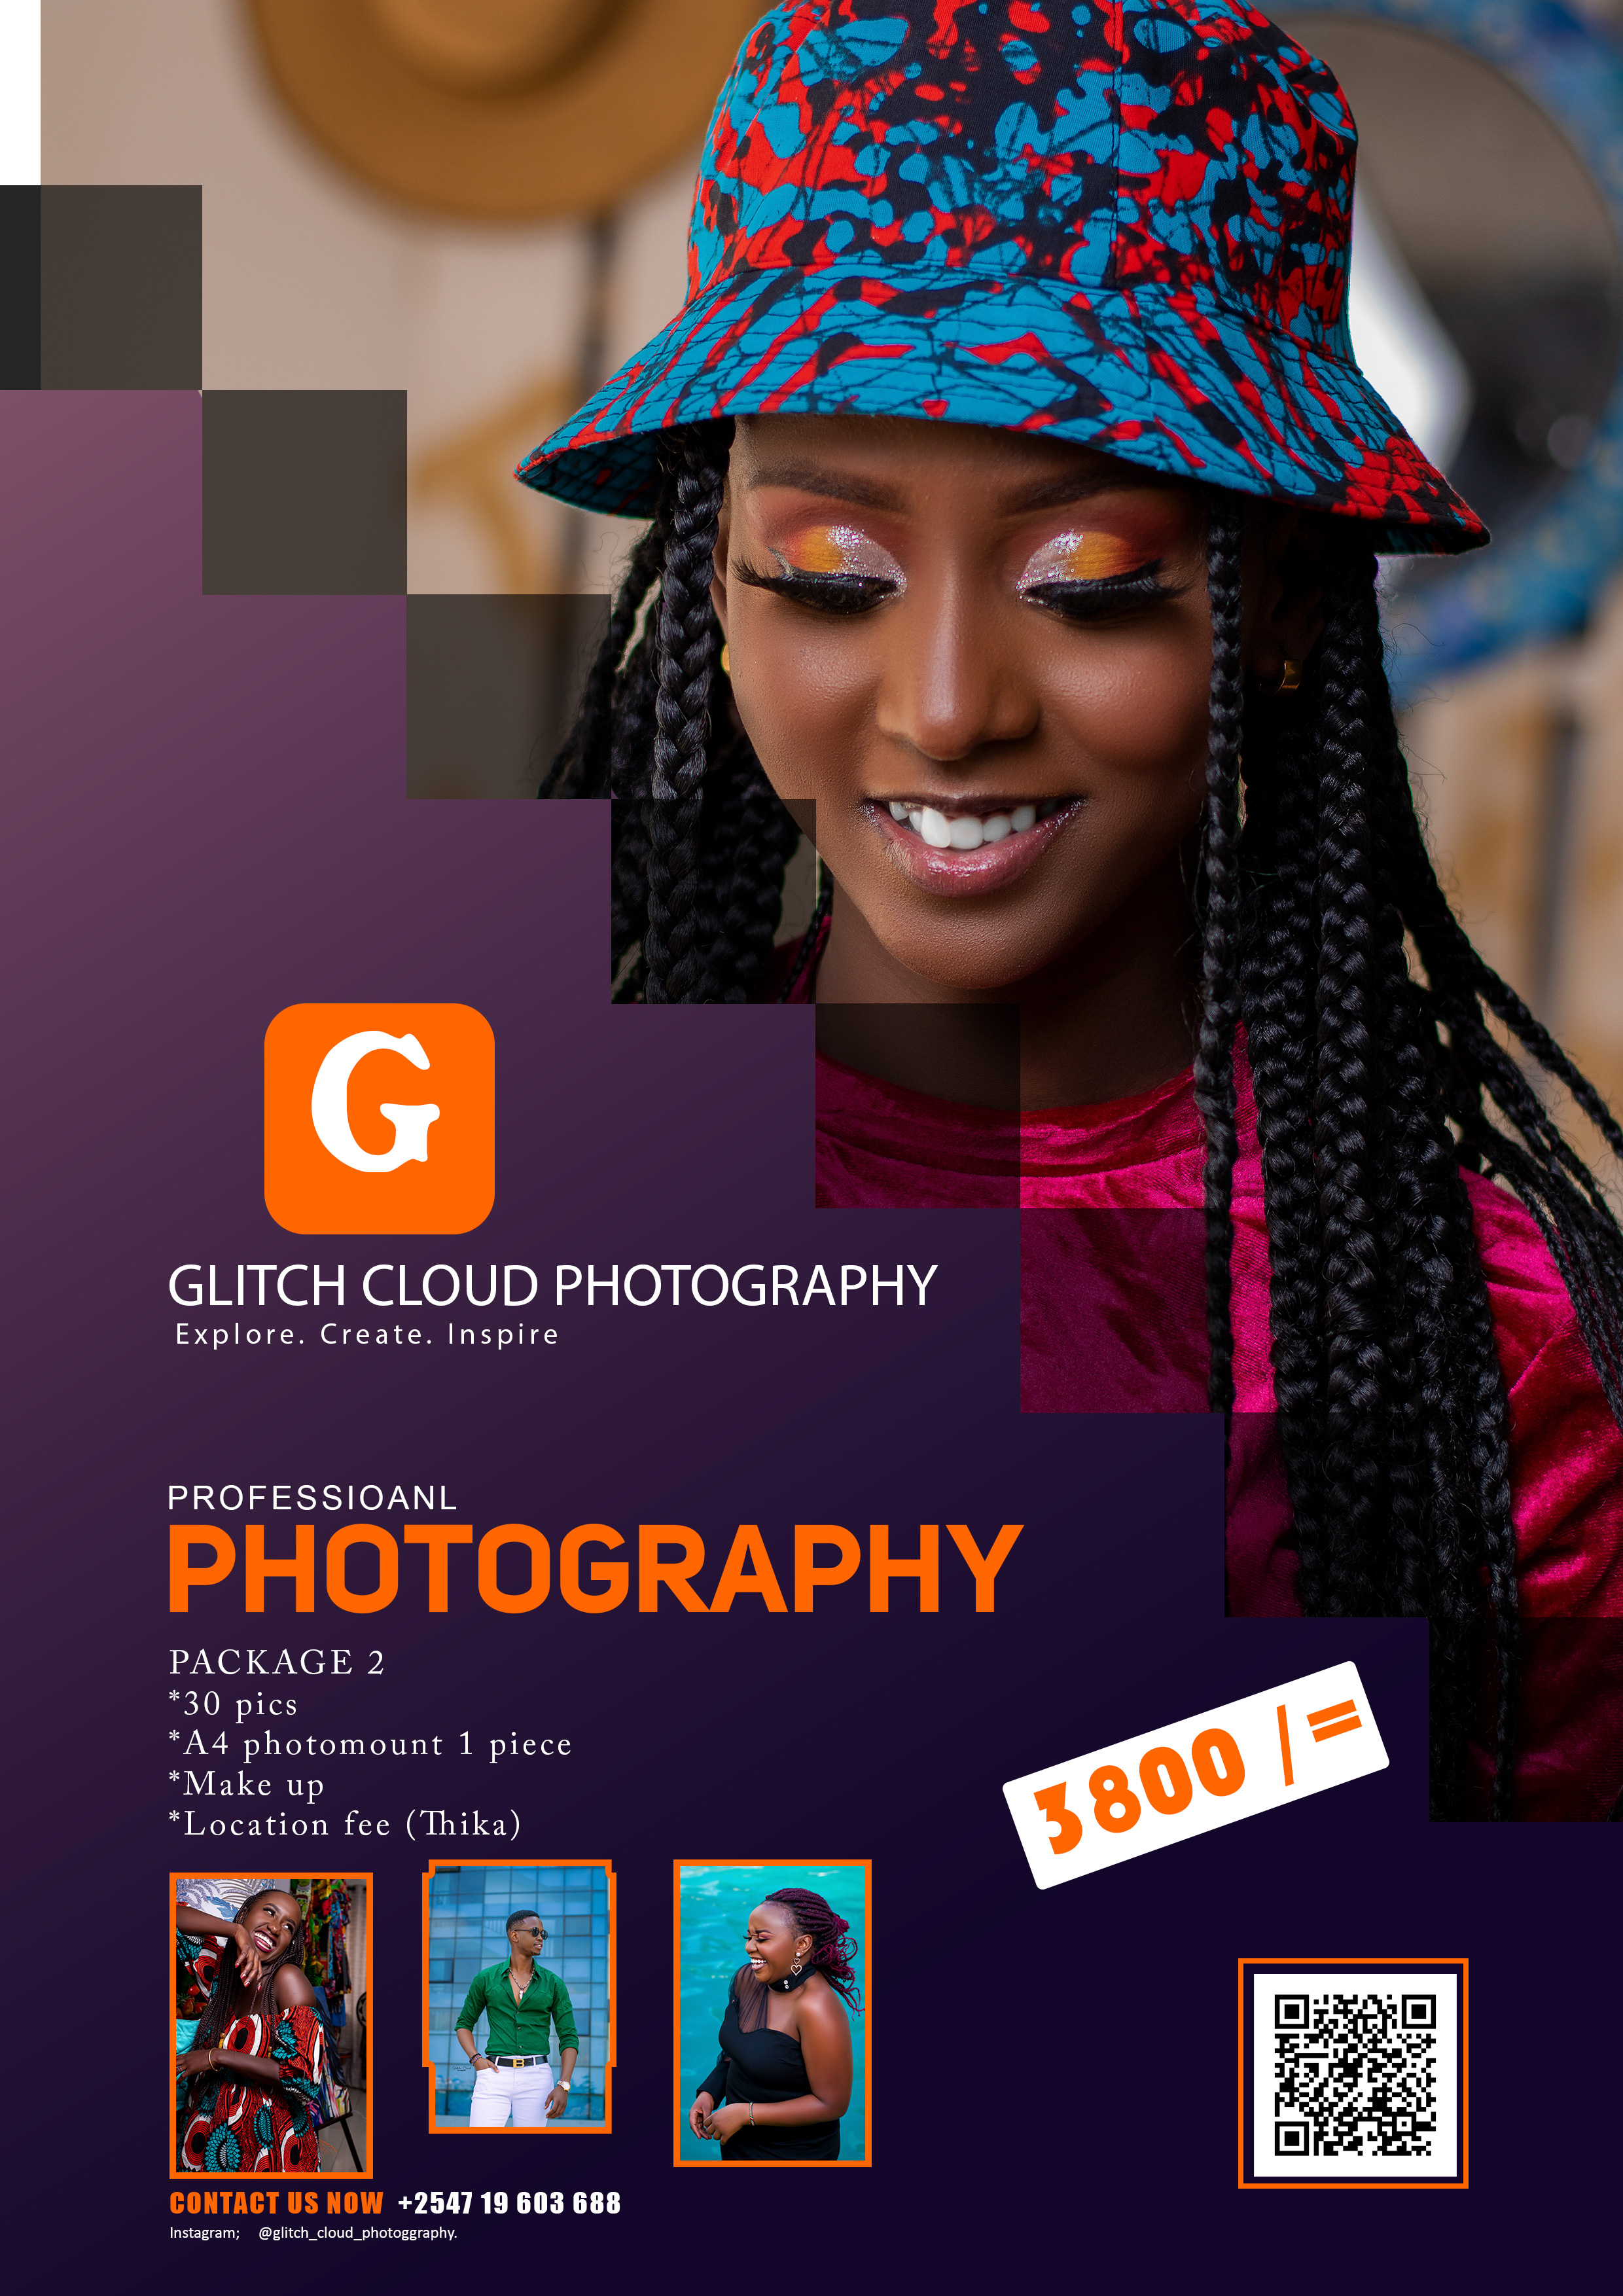 G
GLITCH CLOUD PHOTOGRAPHY
Explore. Create. Inspire
PROFESSIOANL
PHOTOGRAPHY
PACKAGE 2
*30 pics
*A4 photomount 1 piece
*Make up
*Location fee (Thika)
3800 /=
CONTACT US NOW +2547 19 603 688
Instagram; @glitch_cloud_photoggraphy.